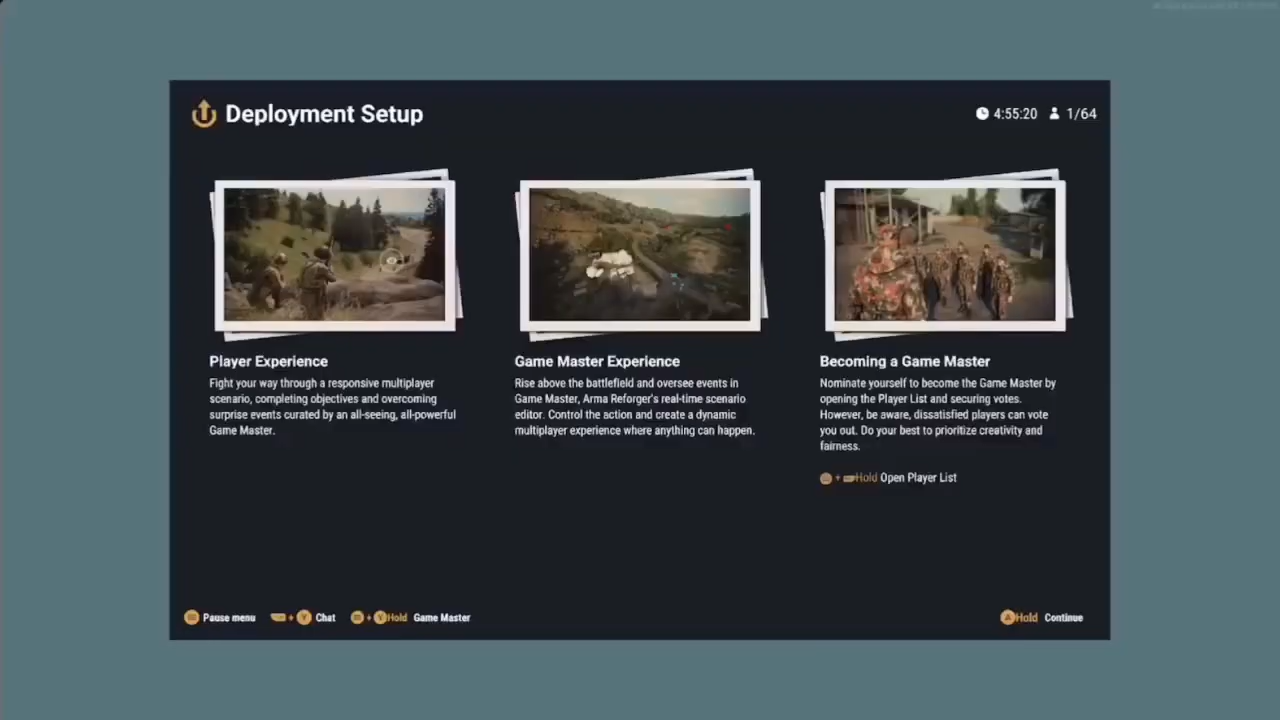 Deployment Setup
4:55:20 1/64
Player Experience
Fight your way through a responsive multiplayer
scenario, completing objectives and overcoming
surprise events curated by an all-seeing, all-powerful
Game Master.
Game Master Experience
Rise above the battlefield and oversee events in
Game Master, Arma Reforger's real-time scenario
editor. Control the action and create a dynamic
multiplayer experience where anything can happen.
Becoming a Game Master
Nominate yourself to become the Game Master by
opening the Player List and securing votes.
However, be aware, dissatisfied players can vote
you out. Do your best to prioritize creativity and
fairness.
+ Hold Open Player List
Pause menu + Y Chat + Y Hold Game Master A Hold Continue